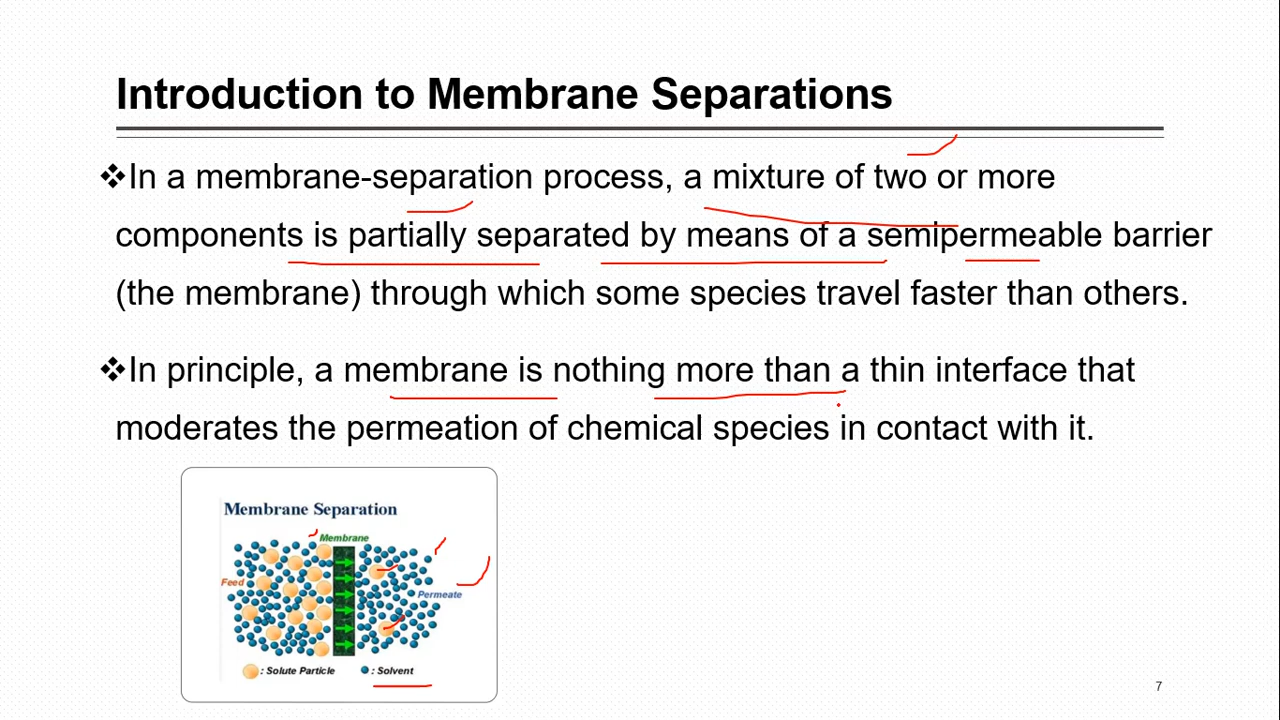 Introduction to Membrane Separations
❖In a membrane-separation process, a mixture of two or more
components is partially separated by means of a semipermeable barrier
(the membrane) through which some species travel faster than others.
❖In principle, a membrane is nothing more than a thin interface that
moderates the permeation of chemical species in contact with it.
Membrane Separation
Membrane
Feed
Permeate
: Solute Particle : Solvent
7